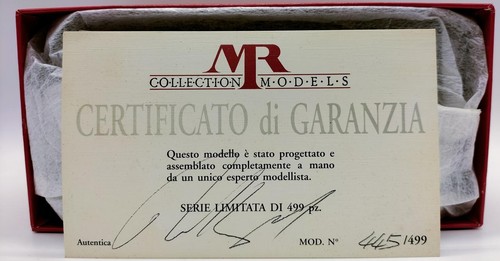 MR
COLLECTION MODELS
CERTIFICATO di GARANZIA
Questo modello è stato progettato e
assemblato completamente a mano
da un unico esperto modellista.
SERIE LIMITATA DI 499 pz.
Autentica
MOD. N° 445/499